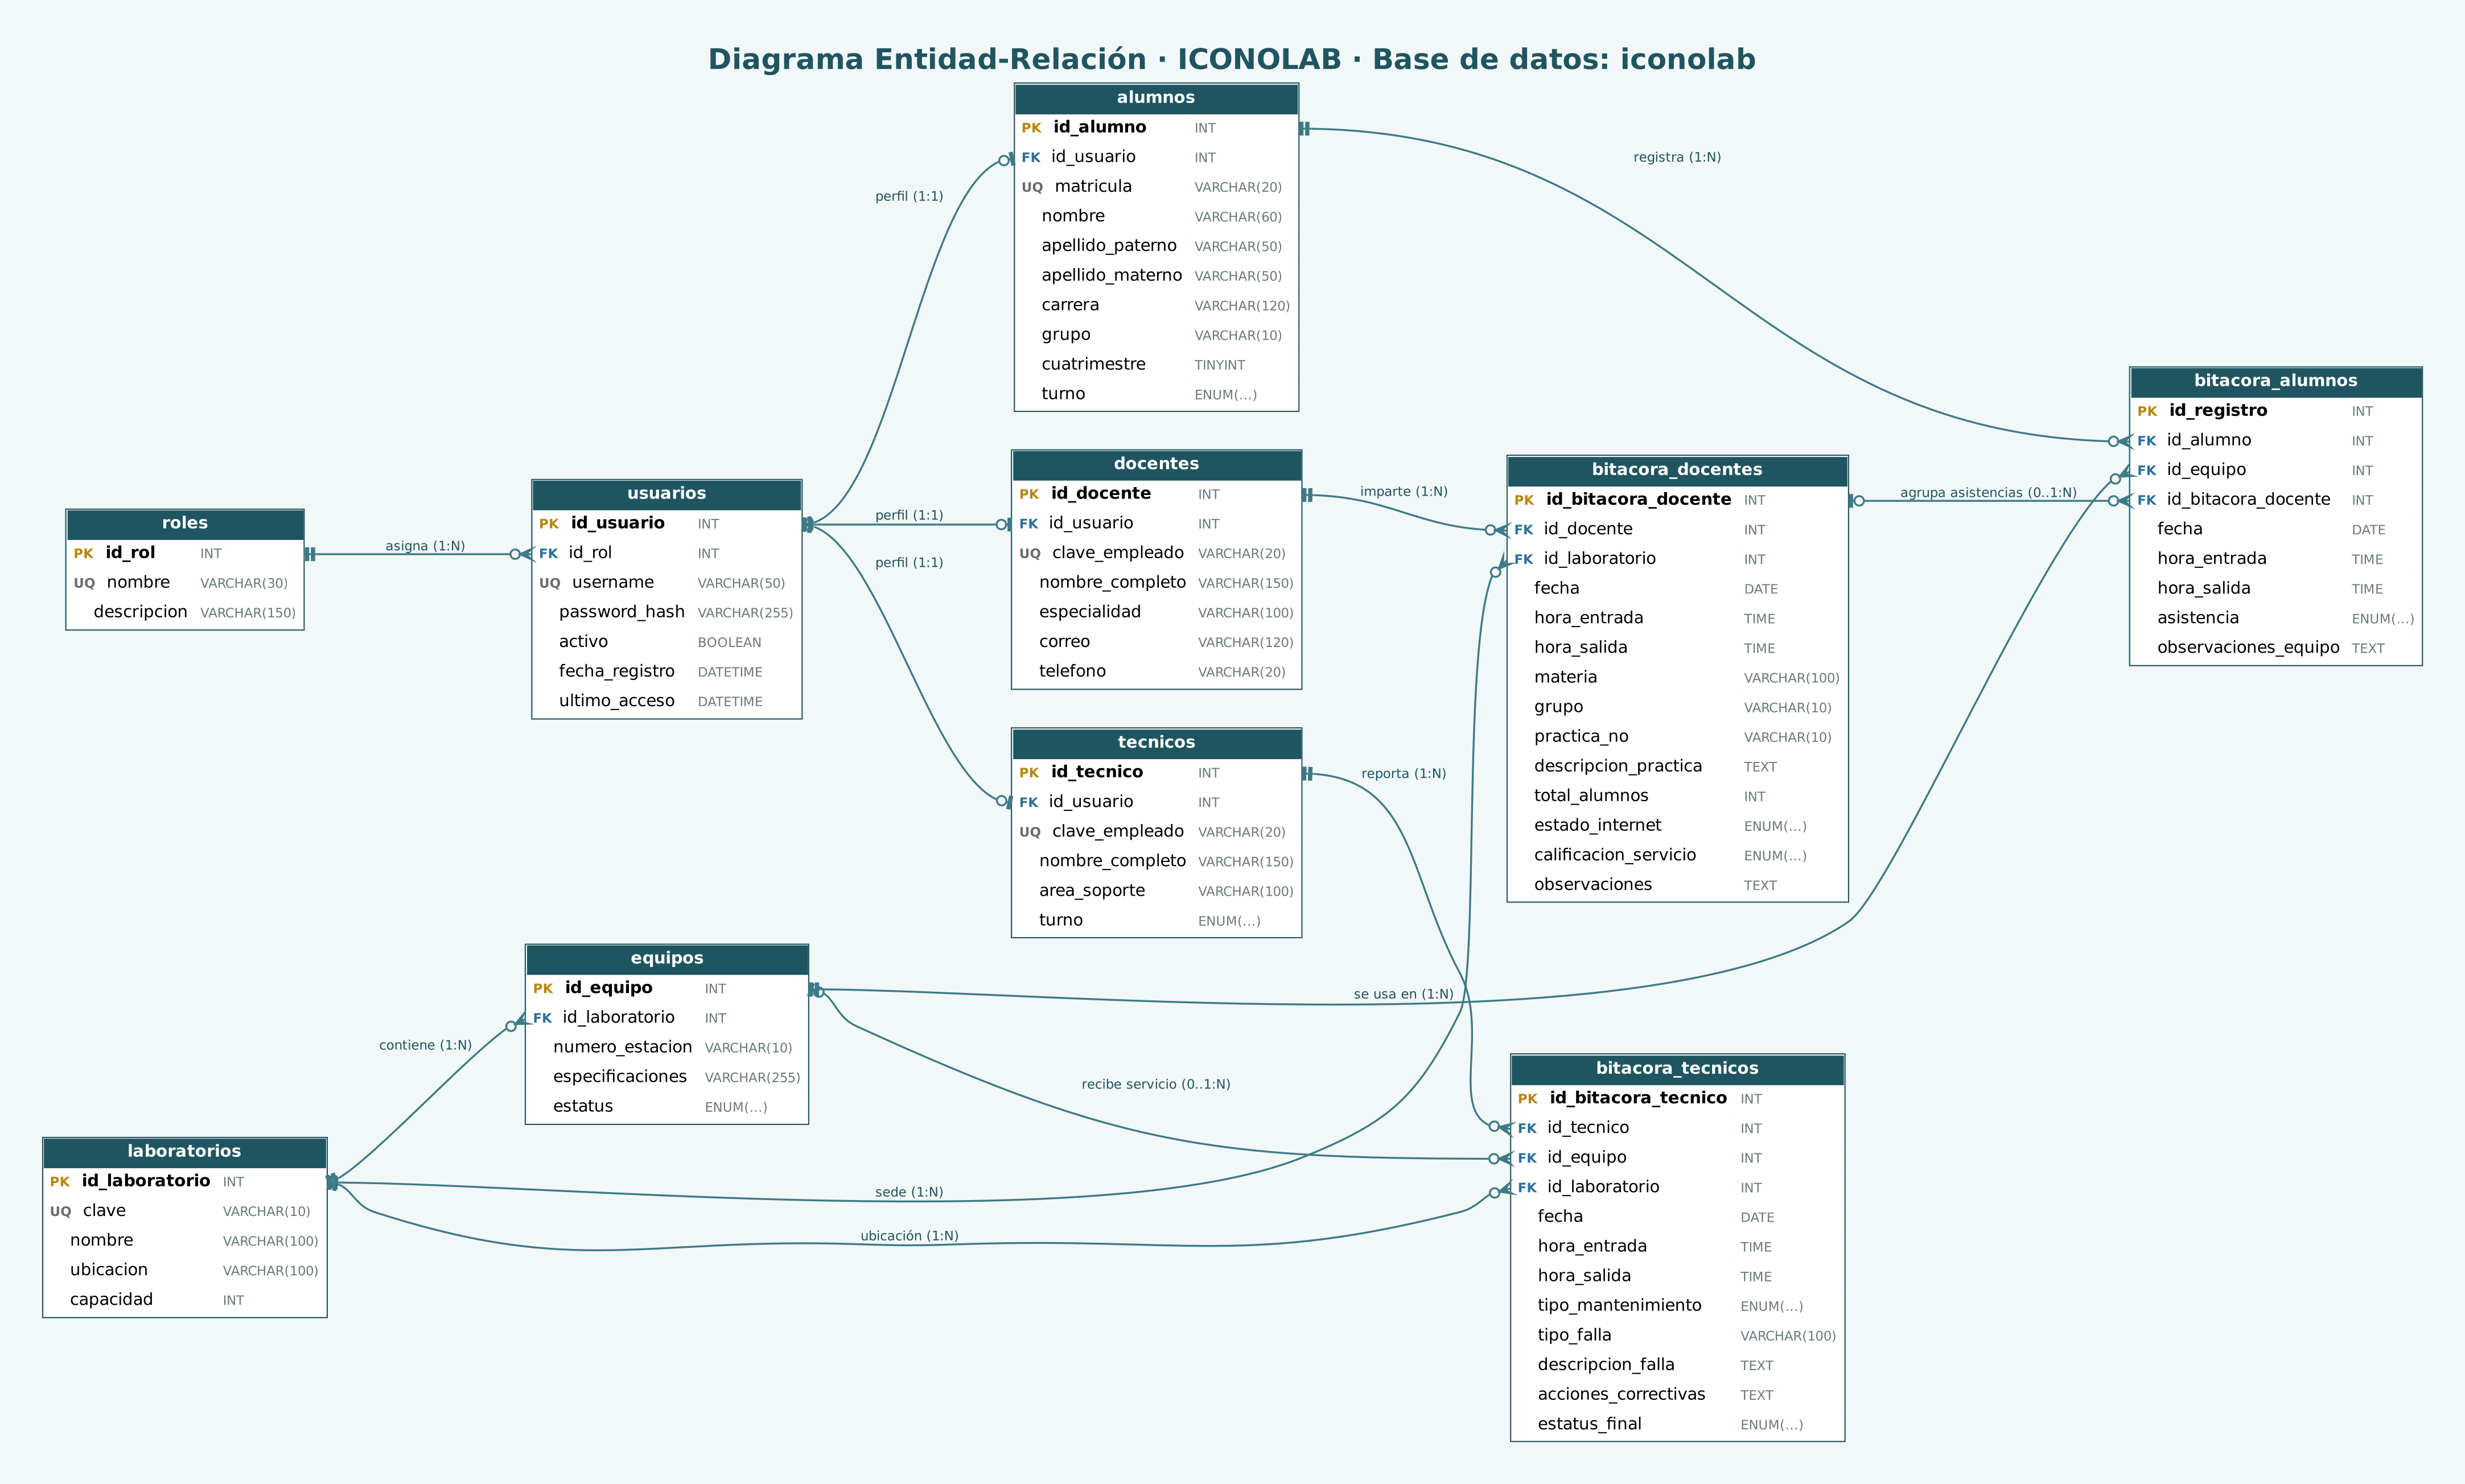 Diagrama Entidad-Relación · ICONOLAB · Base de datos: iconolab
alumnos
PK id_alumno INT
FK id_usuario INT
UQ matricula VARCHAR(20)
nombre VARCHAR(60)
apellido_paterno VARCHAR(50)
apellido_materno VARCHAR(50)
carrera VARCHAR(120)
grupo VARCHAR(10)
cuatrimestre TINYINT
turno ENUM(...)
registra (1:N)
perfil (1:1)
bitacora_alumnos
PK id_registro INT
FK id_alumno INT
FK id_equipo INT
FK id_bitacora_docente INT
fecha DATE
hora_entrada TIME
hora_salida TIME
asistencia ENUM(...)
observaciones_equipo TEXT
docentes
PK id_docente INT
FK id_usuario INT
UQ clave_empleado VARCHAR(20)
nombre_completo VARCHAR(150)
especialidad VARCHAR(100)
correo VARCHAR(120)
telefono VARCHAR(20)
imparte (1:N)
bitacora_docentes
PK id_bitacora_docente INT
FK id_docente INT
FK id_laboratorio INT
fecha DATE
hora_entrada TIME
hora_salida TIME
materia VARCHAR(100)
grupo VARCHAR(10)
practica_no VARCHAR(10)
descripcion_practica TEXT
total_alumnos INT
estado_internet ENUM(...)
calificacion_servicio ENUM(...)
observaciones TEXT
agrupa asistencias (0..1:N)
usuarios
PK id_usuario INT
FK id_rol INT
UQ username VARCHAR(50)
password_hash VARCHAR(255)
activo BOOLEAN
fecha_registro DATETIME
ultimo_acceso DATETIME
perfil (1:1)
perfil (1:1)
roles
PK id_rol INT
UQ nombre VARCHAR(30)
descripcion VARCHAR(150)
asigna (1:N)
tecnicos
PK id_tecnico INT
FK id_usuario INT
UQ clave_empleado VARCHAR(20)
nombre_completo VARCHAR(150)
area_soporte VARCHAR(100)
turno ENUM(...)
reporta (1:N)
equipos
PK id_equipo INT
FK id_laboratorio INT
numero_estacion VARCHAR(10)
especificaciones VARCHAR(255)
estatus ENUM(...)
se usa en (1:N)
contiene (1:N)
recibe servicio (0..1:N)
bitacora_tecnicos
PK id_bitacora_tecnico INT
FK id_tecnico INT
FK id_equipo INT
FK id_laboratorio INT
fecha DATE
hora_entrada TIME
hora_salida TIME
tipo_mantenimiento ENUM(...)
tipo_falla VARCHAR(100)
descripcion_falla TEXT
acciones_correctivas TEXT
estatus_final ENUM(...)
laboratorios
PK id_laboratorio INT
UQ clave VARCHAR(10)
nombre VARCHAR(100)
ubicacion VARCHAR(100)
capacidad INT
sede (1:N)
ubicación (1:N)